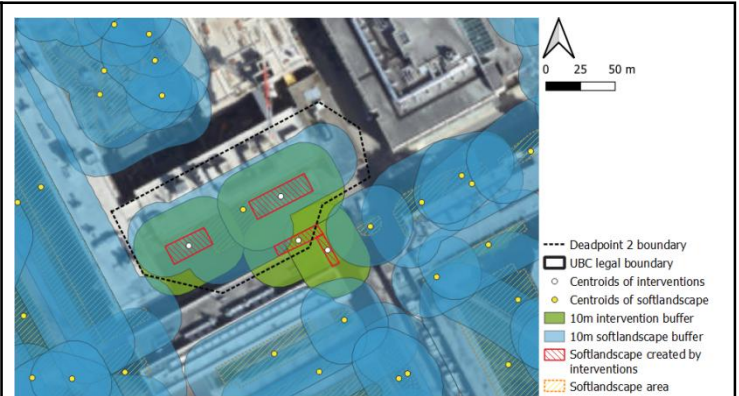 0 25 50 m
Deadpoint 2 boundary
UBC legal boundary
Centroids of interventions
Centroids of softlandscape
10m intervention buffer
10m softlandscape buffer
Softlandscape created by
interventions
Softlandscape area